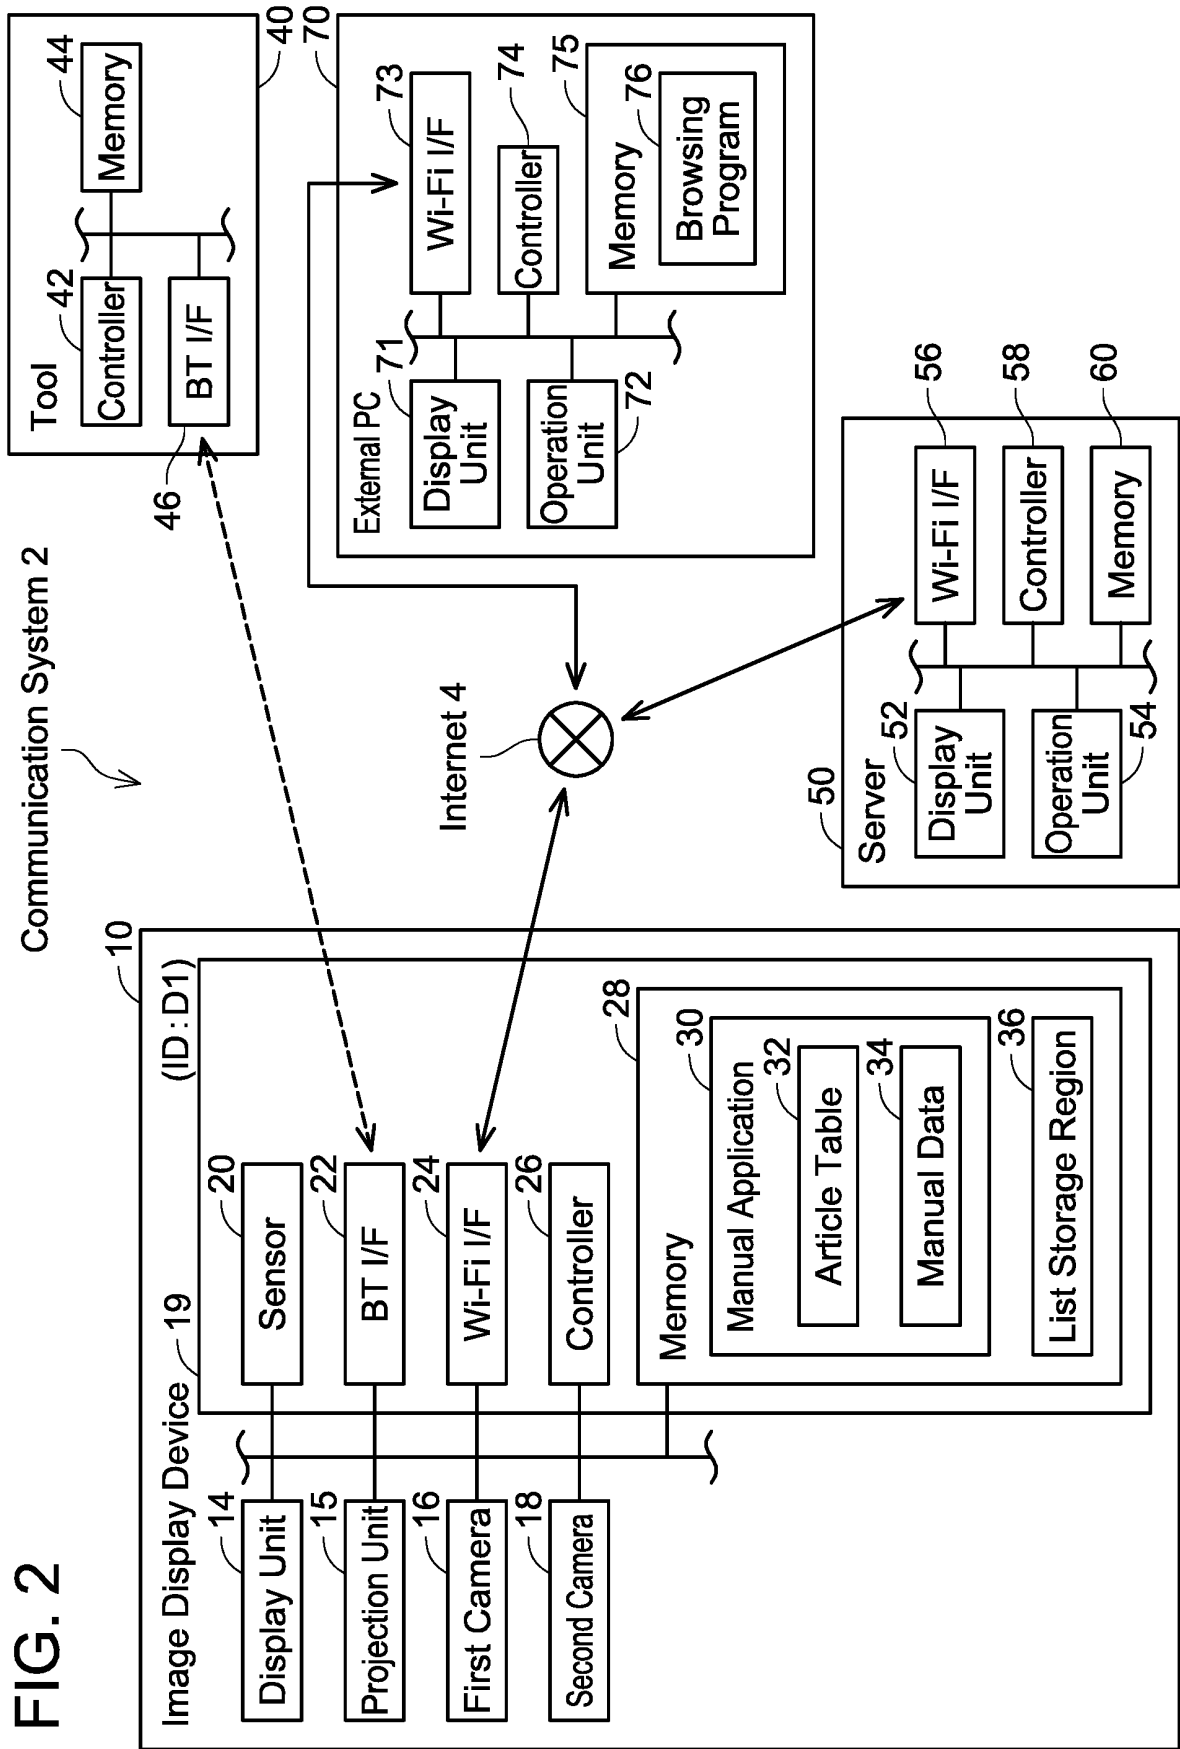 FIG. 2
Communication System 2
Image Display Device
10
(ID : D1)
19
14
Display Unit
15
Projection Unit
16
First Camera
18
Second Camera
20
Sensor
22
BT I/F
24
Wi-Fi I/F
26
Controller
28
Memory
30
Manual Application
32
Article Table
34
Manual Data
36
List Storage Region
Internet 4
Tool
40
42
Controller
44
Memory
BT I/F
46
External PC
70
71
Display
Unit
Operation
Unit
72
73
Wi-Fi I/F
74
Controller
75
Memory
76
Browsing
Program
50
Server
52
Display
Unit
Operation
Unit
54
Wi-Fi I/F
56
Controller
58
Memory
60